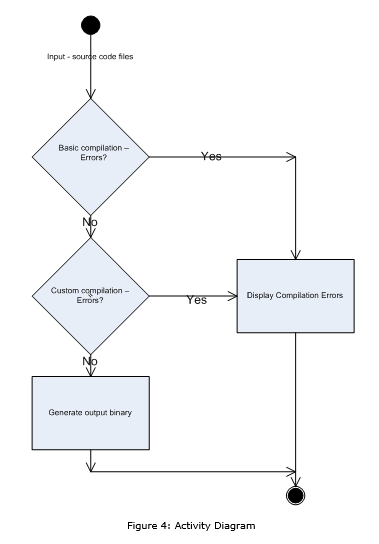 Input - source code files
Basic compilation –
Errors?
Yes
No
Custom compilation –
Errors?
Yes
Display Compilation Errors
No
Generate output binary
Figure 4: Activity Diagram